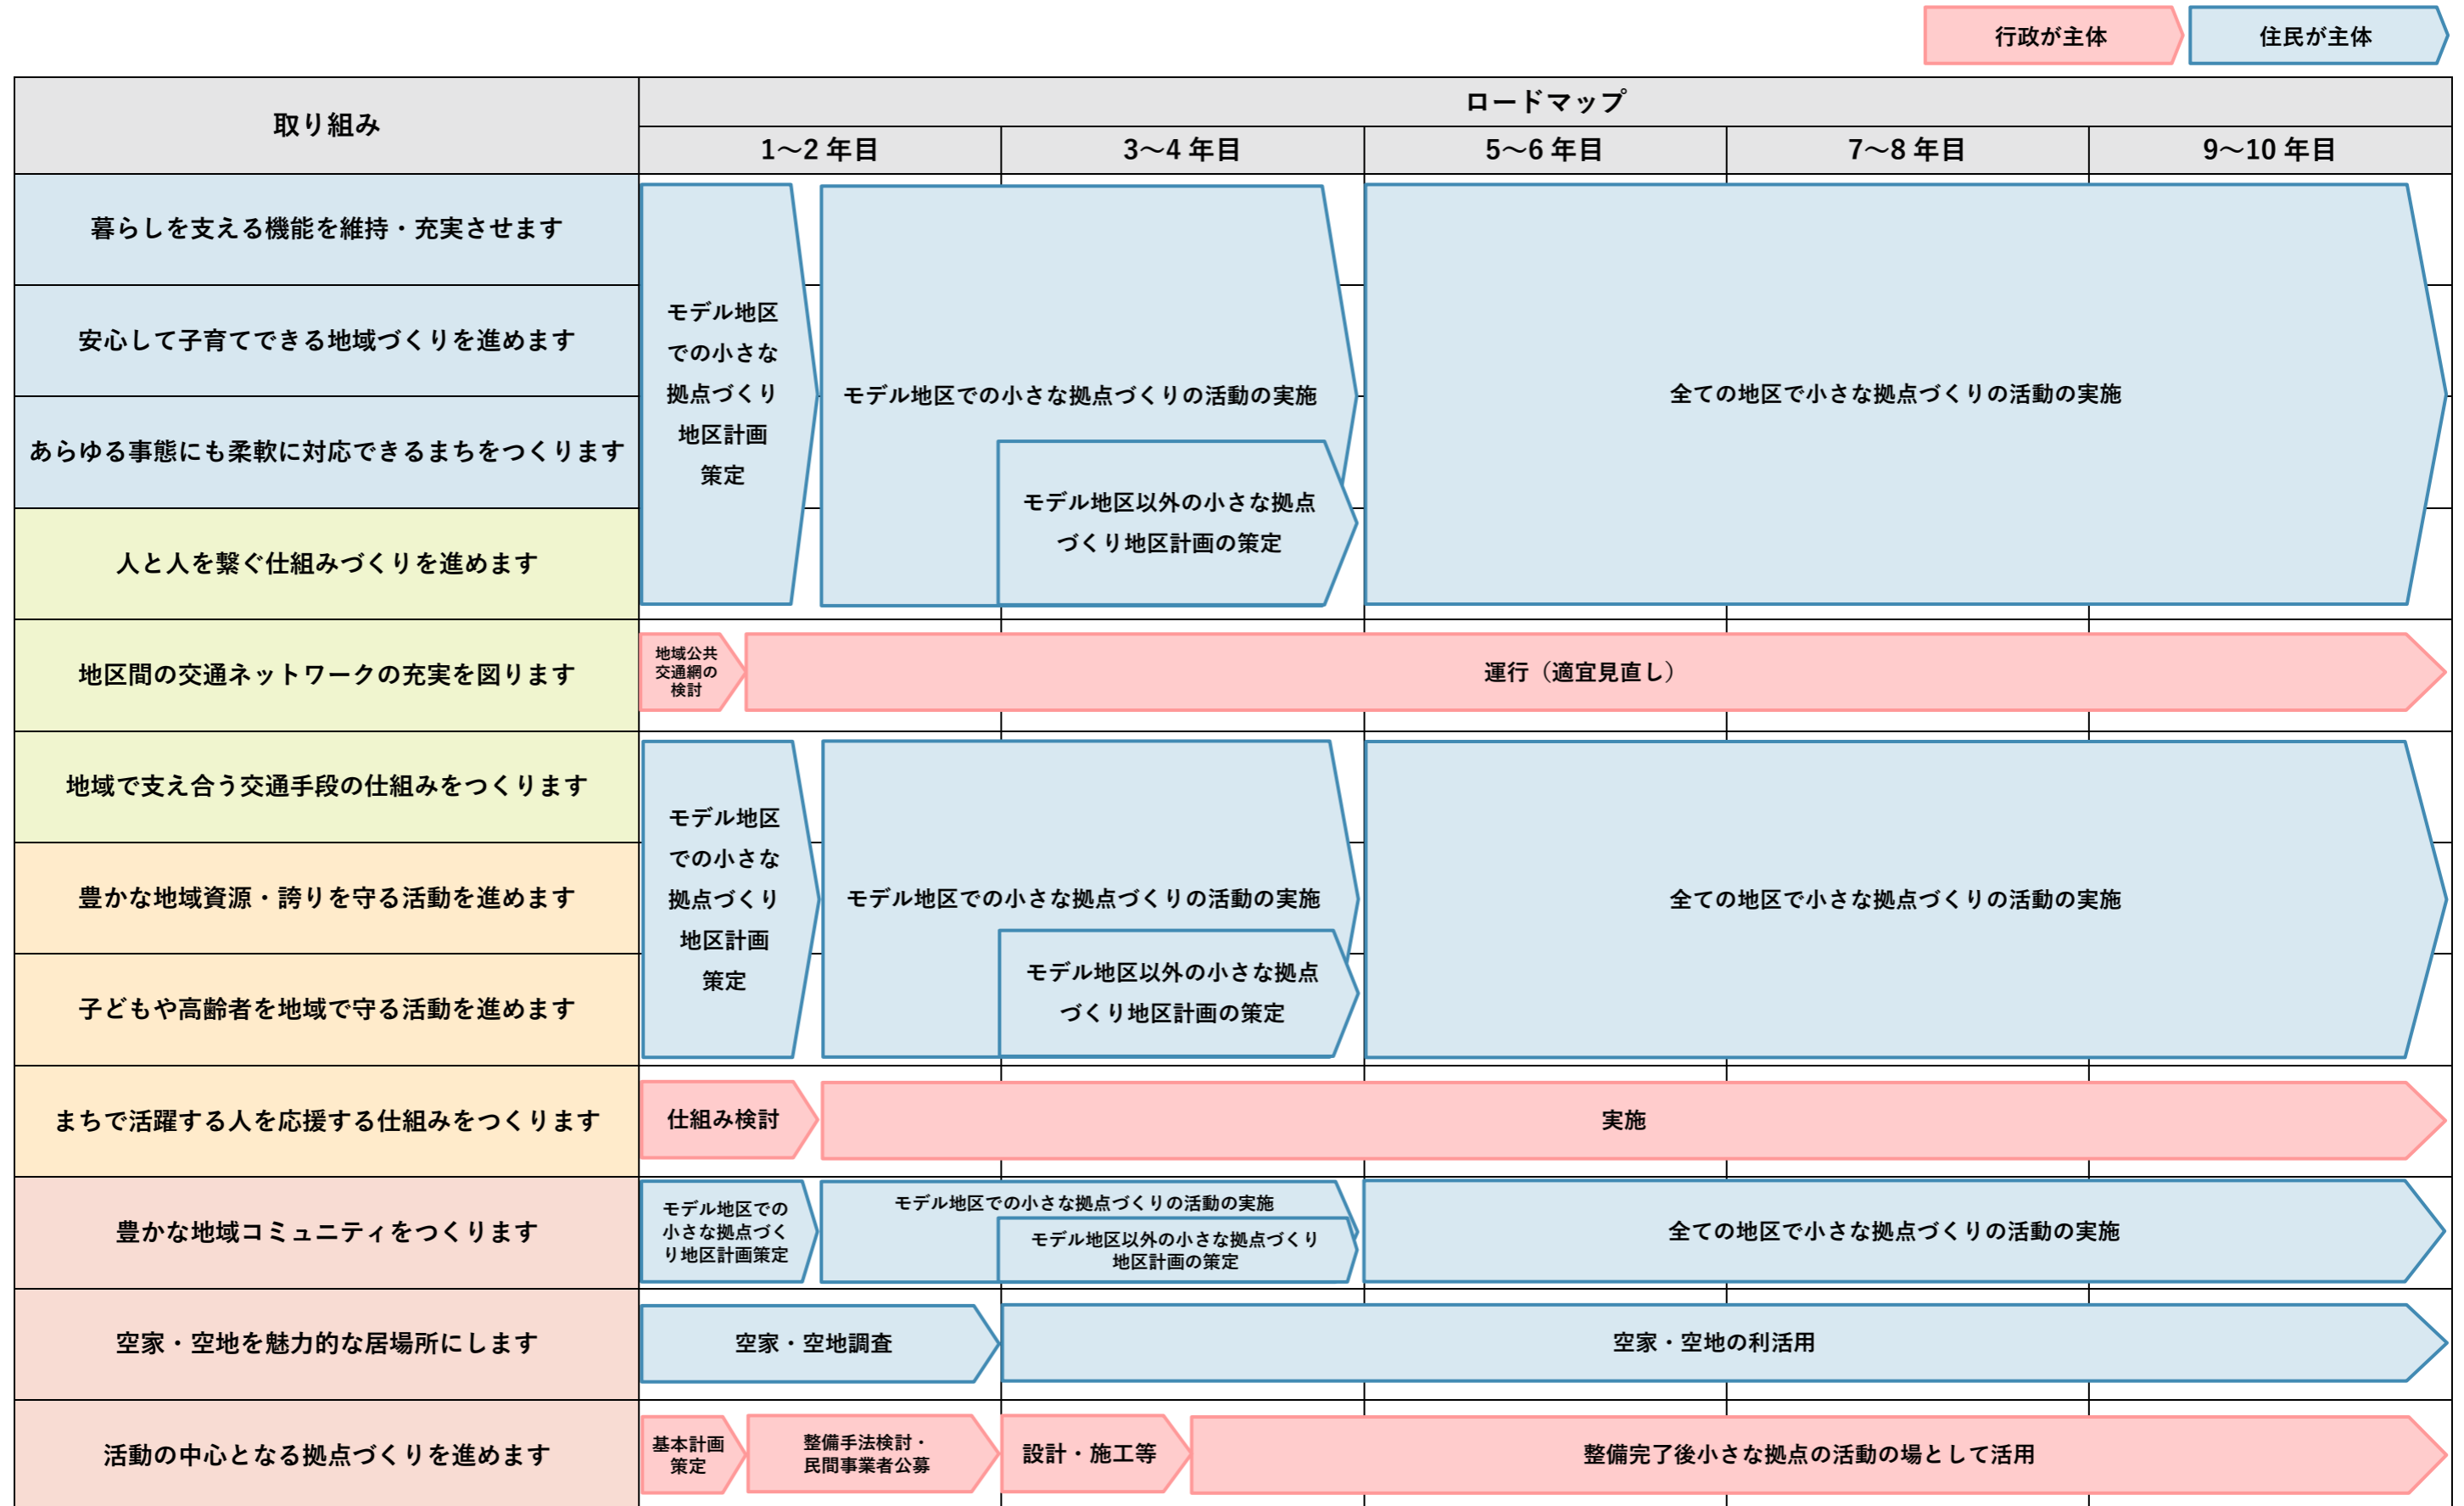 行政が主体
住民が主体
取り組み
ロードマップ
1～2 年目
3～4 年目
5～6 年目
7～8 年目
9～10 年目
暮らしを支える機能を維持・充実させます
安心して子育てできる地域づくりを進めます
あらゆる事態にも柔軟に対応できるまちをつくります
人と人を繋ぐ仕組みづくりを進めます
モデル地区
での小さな
拠点づくり
地区計画
策定
モデル地区での小さな拠点づくりの活動の実施
モデル地区以外の小さな拠点
づくり地区計画の策定
全ての地区で小さな拠点づくりの活動の実施
地区間の交通ネットワークの充実を図ります
地域公共
交通網の
検討
運行（適宜見直し）
地域で支え合う交通手段の仕組みをつくります
豊かな地域資源・誇りを守る活動を進めます
子どもや高齢者を地域で守る活動を進めます
モデル地区
での小さな
拠点づくり
地区計画
策定
モデル地区での小さな拠点づくりの活動の実施
モデル地区以外の小さな拠点
づくり地区計画の策定
全ての地区で小さな拠点づくりの活動の実施
まちで活躍する人を応援する仕組みをつくります
仕組み検討
実施
豊かな地域コミュニティをつくります
モデル地区での
小さな拠点づく
り地区計画策定
モデル地区での小さな拠点づくりの活動の実施
モデル地区以外の小さな拠点づくり
地区計画の策定
全ての地区で小さな拠点づくりの活動の実施
空家・空地を魅力的な居場所にします
空家・空地調査
空家・空地の利活用
活動の中心となる拠点づくりを進めます
基本計画
策定
整備手法検討・
民間事業者公募
設計・施工等
整備完了後小さな拠点の活動の場として活用